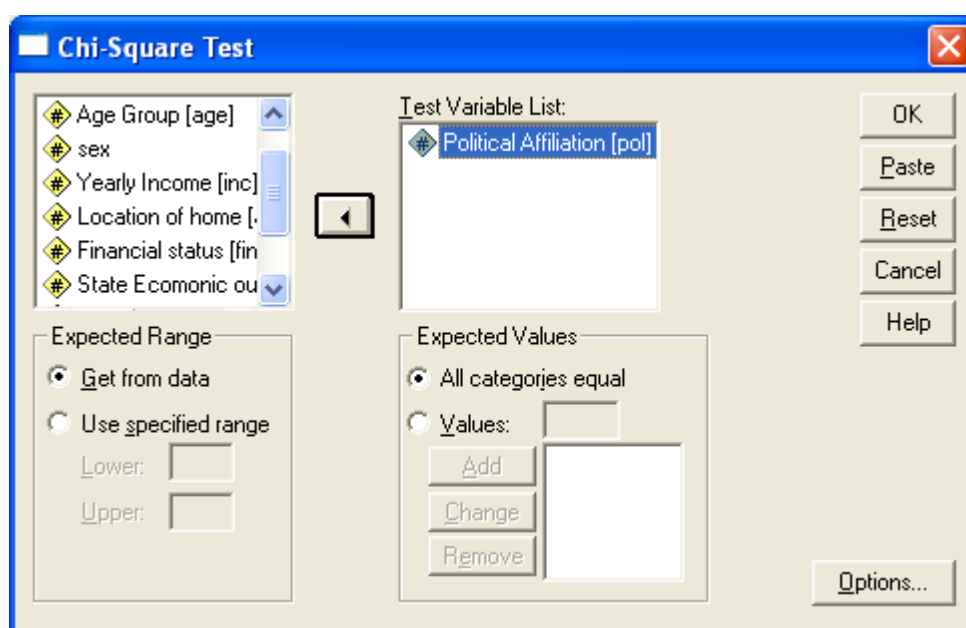 Chi-Square Test
Age Group [age]
sex
Yearly Income [inc]
Location of home [.
Financial status [fin
State Ecomonic ou
Test Variable List:
Political Affiliation [pol]
OK
Paste
Reset
Cancel
Help
Expected Range
Get from data
Use specified range
Lower:
Upper:
Expected Values
All categories equal
Values:
Add
Change
Remove
Options...